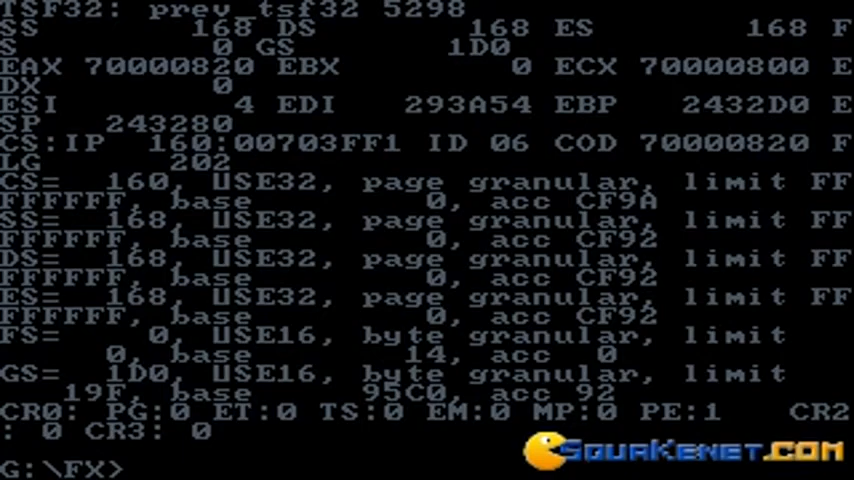 TSF32: prev_tsf32 5298
SS 168 DS 168 ES 168 F
S 0 GS 1D0
EAX 70000820 EBX 0 ECX 70000800 E
DX 0
ESI 4 EDI 293A54 EBP 2432D0 E
SP 243280
CS:IP 160:00703FF1 ID 06 COD 70000820 F
LG 202
CS= 160, USE32, page granular, limit FF
FFFFFF, base 0, acc CF9A
SS= 168, USE32, page granular, limit FF
FFFFFF, base 0, acc CF92
DS= 168, USE32, page granular, limit FF
FFFFFF, base 0, acc CF92
ES= 168, USE32, page granular, limit FF
FFFFFF, base 0, acc CF92
FS= 0, USE16, byte granular, limit
0, base 14, acc 0
GS= 1D0, USE16, byte granular, limit
19F, base 95C0, acc 92
CR0: PG:0 ET:0 TS:0 EM:0 MP:0 PE:1 CR2
: 0 CR3: 0
G:\FX>
SquaKenet.com